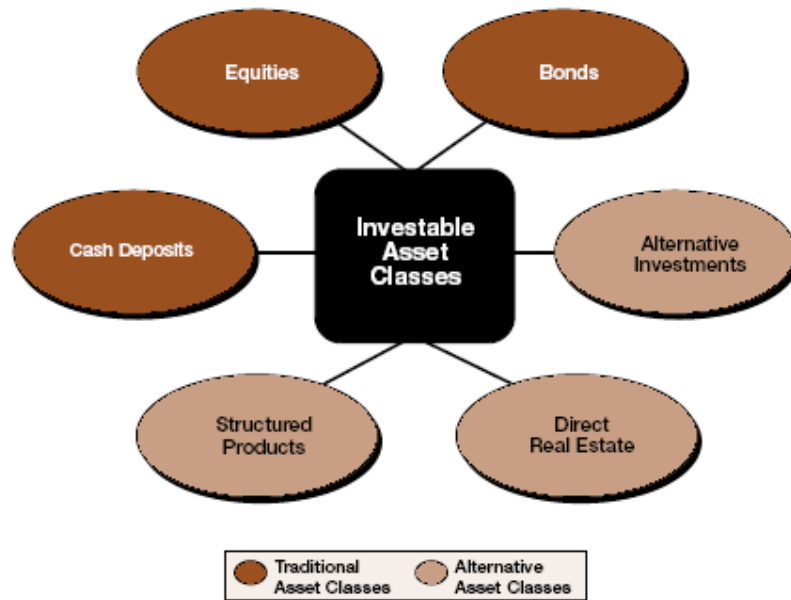 Equities
Bonds
Investable
Asset
Classes
Cash Deposits
Alternative
Investments
Structured
Products
Direct
Real Estate
Traditional
Asset Classes
Alternative
Asset Classes